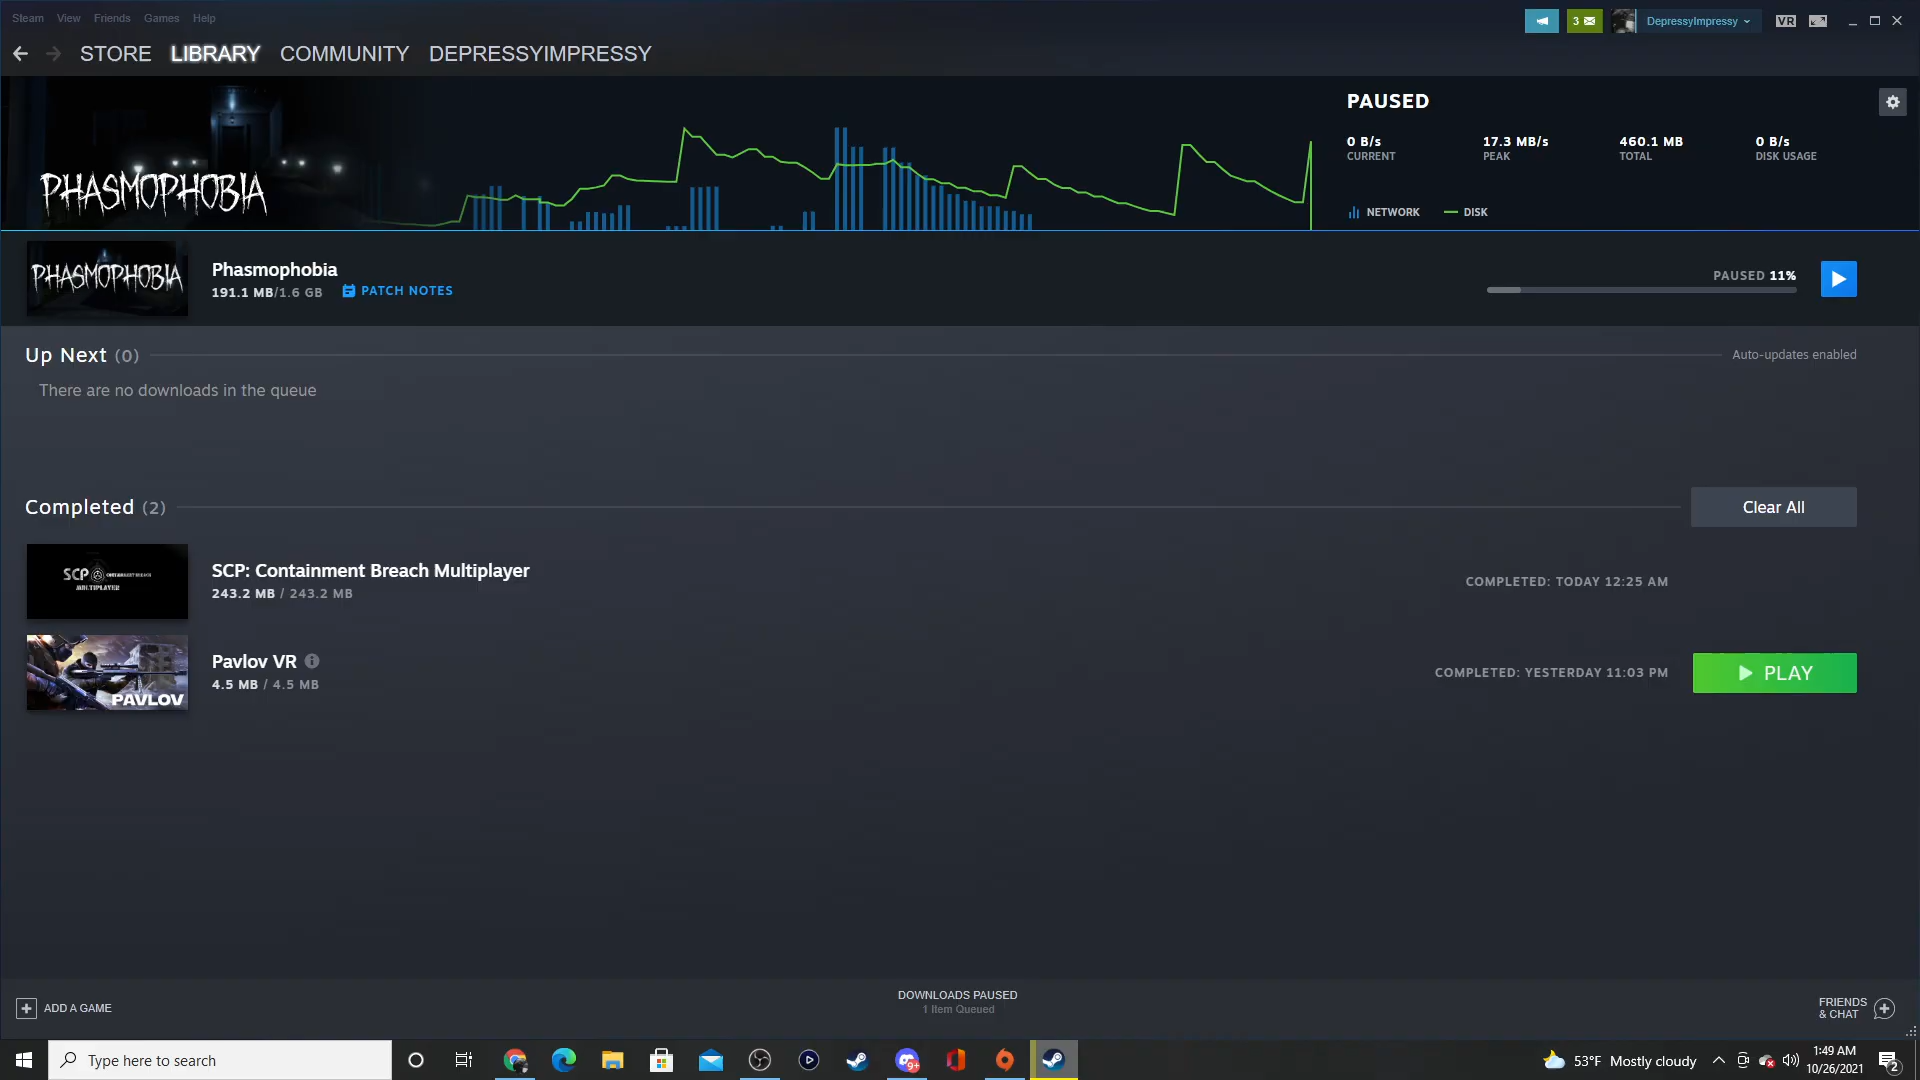 Steam View Friends Games Help
3
DepressyImpressy
VR
STORE LIBRARY COMMUNITY DEPRESSYIMPRESSY
PHASMOPHOBIA
PAUSED
0 B/s 17.3 MB/s 460.1 MB 0 B/s
CURRENT PEAK TOTAL DISK USAGE
NETWORK DISK
PHASMOPHOBIA
Phasmophobia
191.1 MB/1.6 GB PATCH NOTES
PAUSED 11%
Up Next (0)
Auto-updates enabled
There are no downloads in the queue
Completed (2)
Clear All
SCP CONTAINMENT BREACH
MULTIPLAYER
SCP: Containment Breach Multiplayer
243.2 MB / 243.2 MB
COMPLETED: TODAY 12:25 AM
PAVLOV
Pavlov VR
4.5 MB / 4.5 MB
COMPLETED: YESTERDAY 11:03 PM
PLAY
ADD A GAME
DOWNLOADS PAUSED
1 Item Queued
FRIENDS
& CHAT
Type here to search
9+
53°F Mostly cloudy
1:49 AM
10/26/2021
2